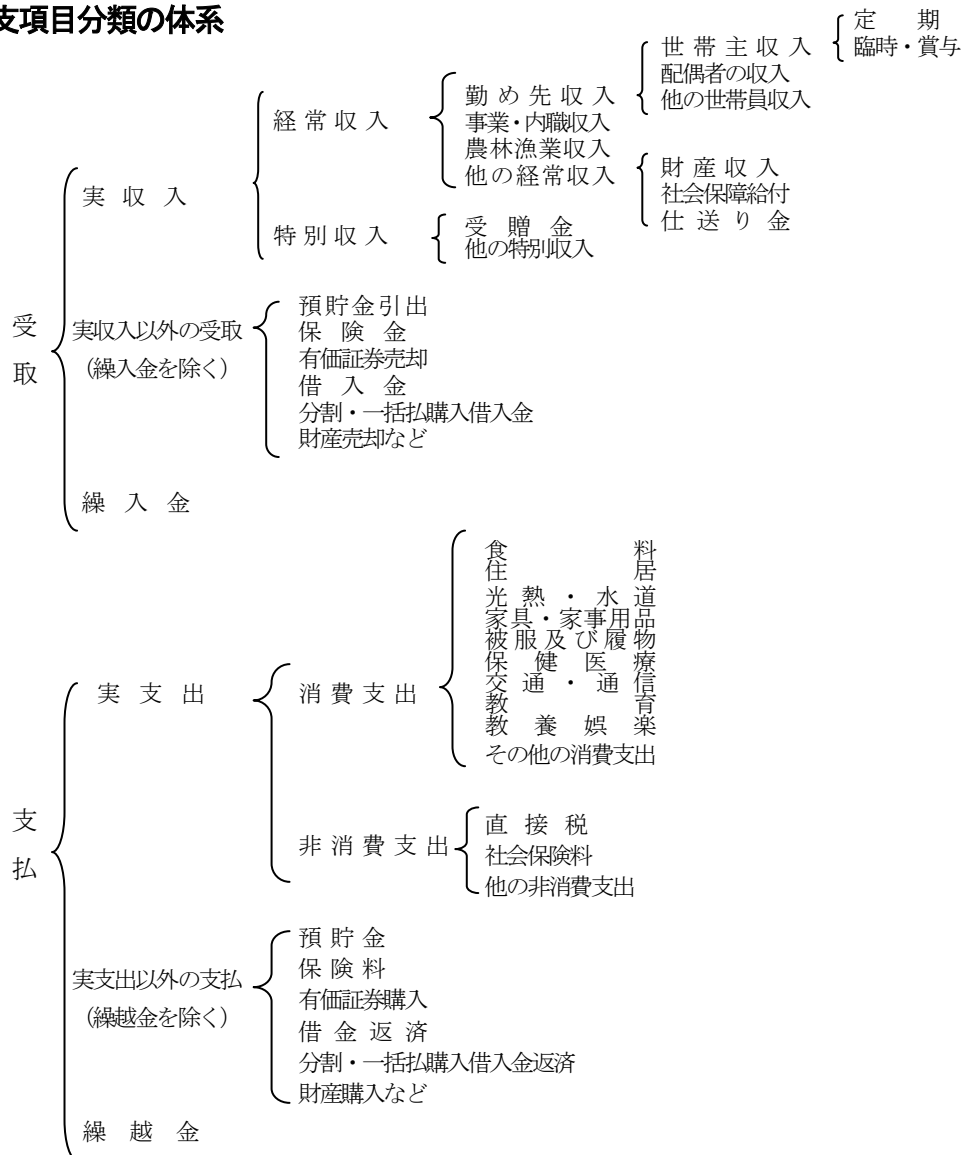 支項目分類の体系
定期
世帯主収入
臨時・賞与
配偶者の収入
勤め先収入
他の世帯員収入
経常収入
事業・内職収入
農林漁業収入
他の経常収入
財産収入
社会保障給付
仕送り金
実収入
特別収入
受贈金
他の特別収入
受取
実収入以外の受取
(繰入金を除く)
預貯金引出
保険金
有価証券売却
借入金
分割・一括払購入借入金
財産売却など
繰入金
食料
住居
光熱・水道
家具・家事用品
被服及び履物
保健医療
交通・通信
教育
教養娯楽
その他の消費支出
実支出
消費支出
支払
非消費支出
直接税
社会保険料
他の非消費支出
実支出以外の支払
(繰越金を除く)
預貯金
保険料
有価証券購入
借金返済
分割・一括払購入借入金返済
財産購入など
繰越金